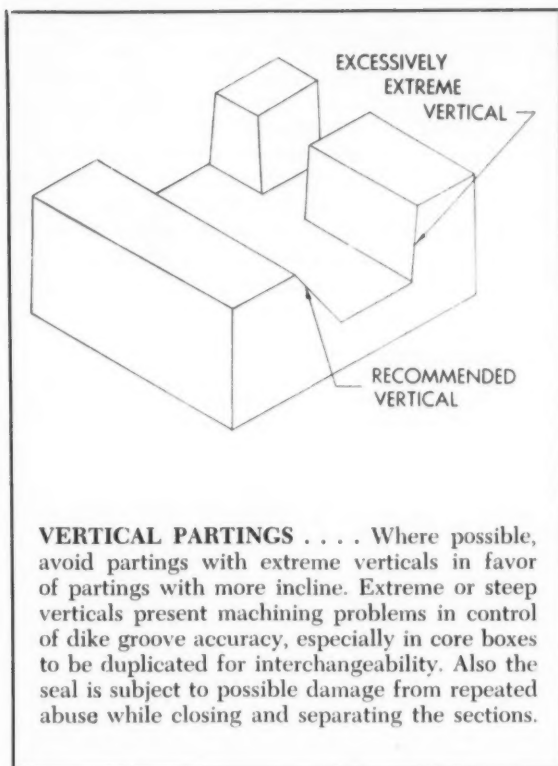 EXCESSIVELY
EXTREME
VERTICAL
RECOMMENDED
VERTICAL
VERTICAL PARTINGS . . . . Where possible,
avoid partings with extreme verticals in favor
of partings with more incline. Extreme or steep
verticals present machining problems in control
of dike groove accuracy, especially in core boxes
to be duplicated for interchangeability. Also the
seal is subject to possible damage from repeated
abuse while closing and separating the sections.